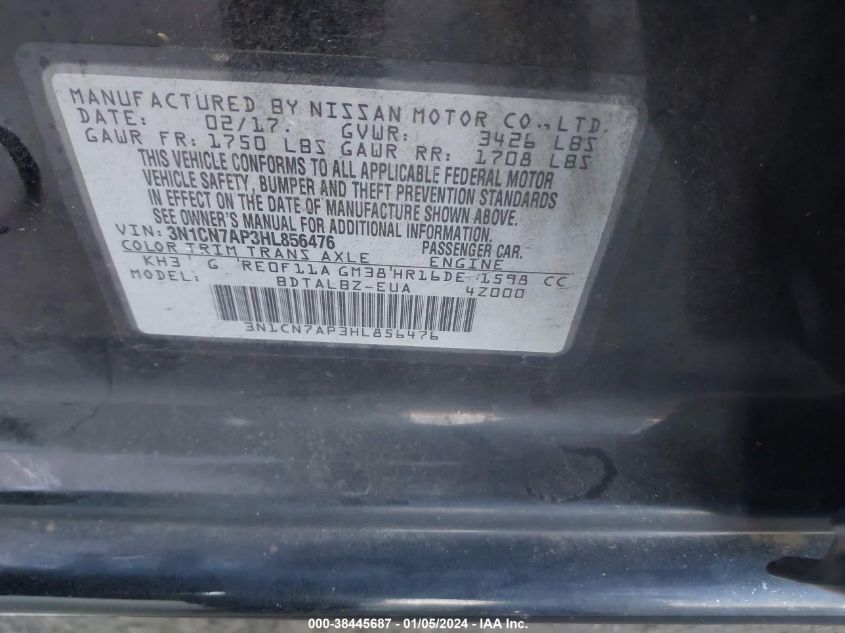 MANUFACTURED BY NISSAN MOTOR CO., LTD.
DATE: 02/17. GVWR: 3426 LBS
GAWR FR: 1750 LBS GAWR RR: 1708 LBS
THIS VEHICLE CONFORMS TO ALL APPLICABLE FEDERAL MOTOR
VEHICLE SAFETY, BUMPER AND THEFT PREVENTION STANDARDS
IN EFFECT ON THE DATE OF MANUFACTURE SHOWN ABOVE.
SEE OWNER'S MANUAL FOR ADDITIONAL INFORMATION.
VIN: 3N1CN7AP3HL856476 PASSENGER CAR.
COLOR TRIM TRANS AXLE ENGINE
KH3 G RE0F11A GM38 HR16DE 1598 CC
MODEL: BDTALBZ-EUA 4Z000
3N1CN7AP3HL856476
000-38445687 - 01/05/2024 - IAA Inc.